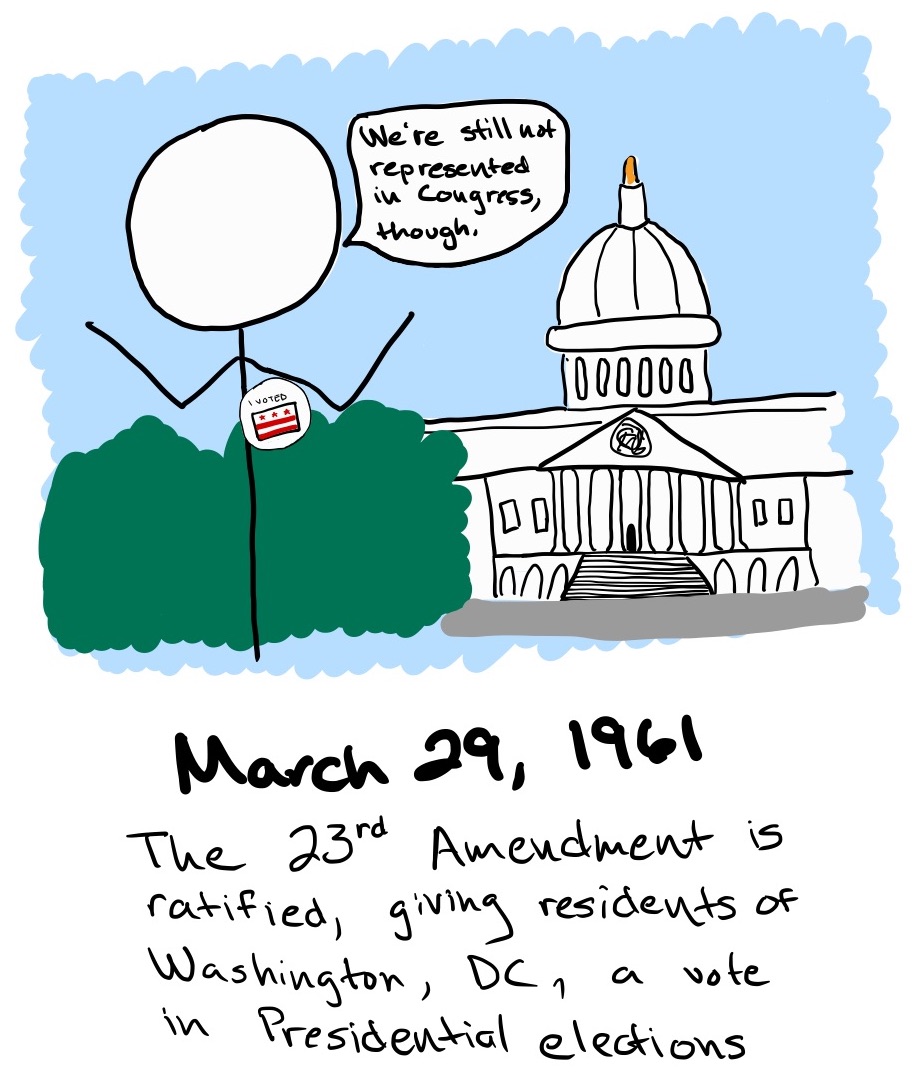 We're still not
represented
in Congress,
though.
I VOTED
March 29, 1961
The 23rd Amendment is
ratified, giving residents of
Washington, DC, a vote
in Presidential elections